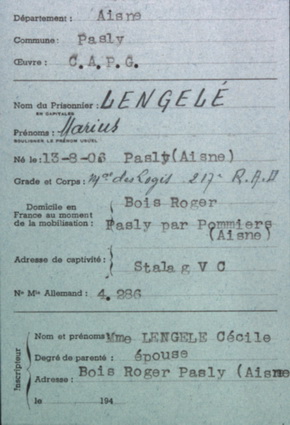 Département : Aisne
Commune: Pasly
Œuvre : C.A.P.G.
Nom du Prisonnier : LENGELÉ
EN CAPITALES
Prénoms : Marius
SOULIGNER LE PRÉNOM USUEL
Né le : 13-8-06 Pasly(Aisne)
Grade et Corps : des Logis 217e R.A.
Domicile en
France au moment
de la mobilisation :
Bois Roger
Pasly par Pommiers
(Aisne)
Adresse de captivité : Stalag V C
No Mle Allemand : 4.286
Inscripteur
Nom et prénoms Mme LENGELE Cécile
Degré de parenté : épouse
Adresse : Bois Roger Pasly (Aisne
le 194